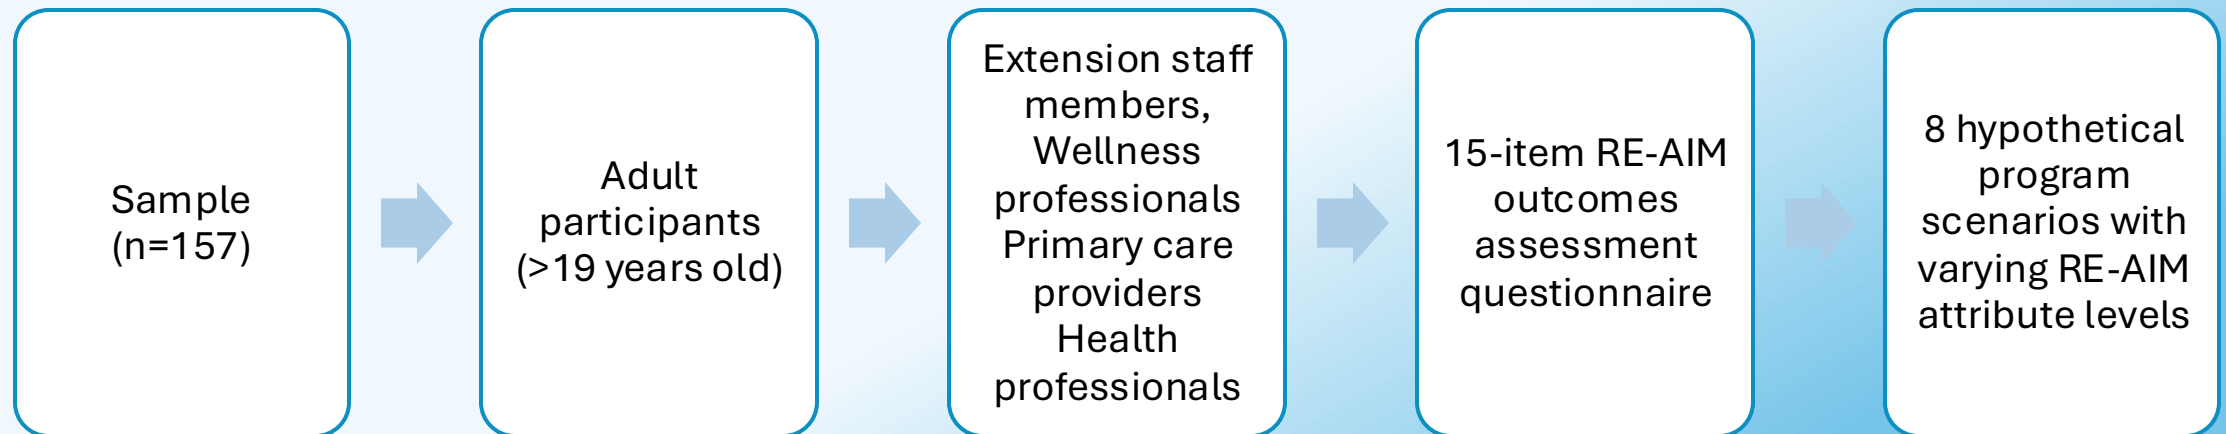 Sample
(n=157)
Adult
participants
(>19 years old)
Extension staff
members,
Wellness
professionals
Primary care
providers
Health
professionals
15-item RE-AIM
outcomes
assessment
questionnaire
8 hypothetical
program
scenarios with
varying RE-AIM
attribute levels